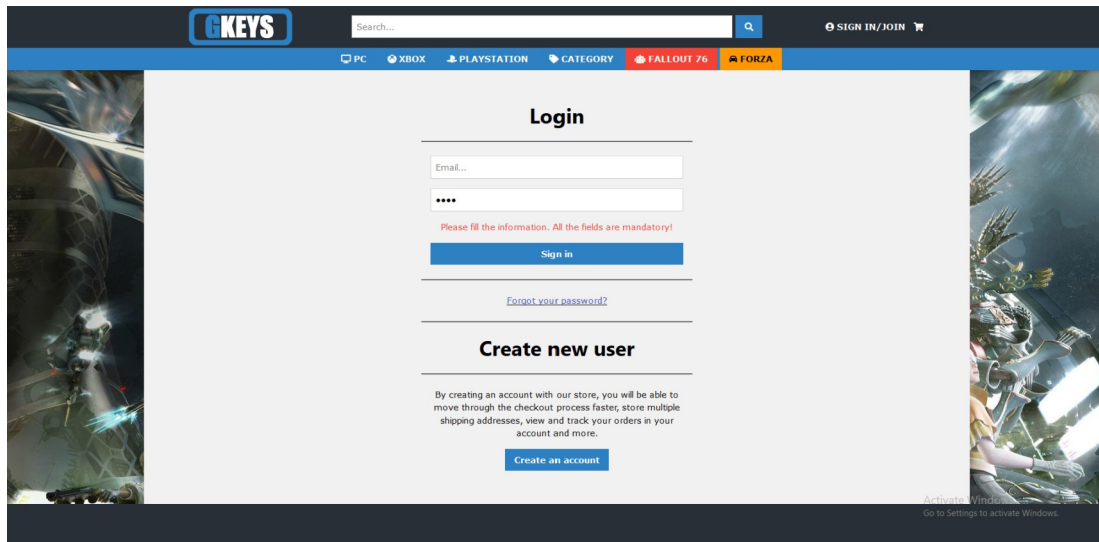 GKEYS
Search...
SIGN IN/JOIN
PC XBOX PLAYSTATION CATEGORY FALLOUT 76 FORZA
Login
Email...
••••
Please fill the information. All the fields are mandatory!
Sign in
Forgot your password?
Create new user
By creating an account with our store, you will be able to
move through the checkout process faster, store multiple
shipping addresses, view and track your orders in your
account and more.
Create an account
Activate Windows
Go to Settings to activate Windows.